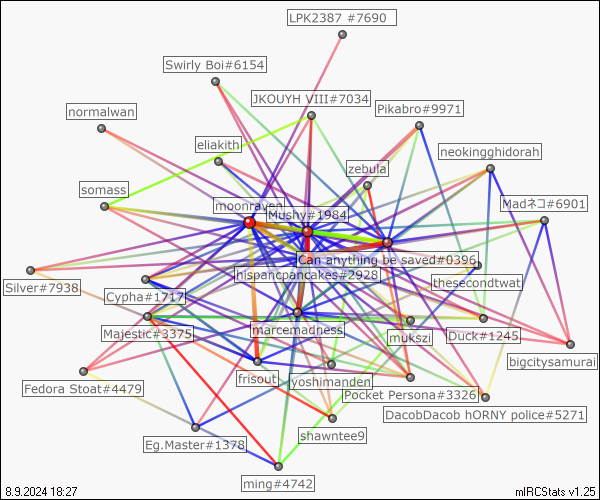 LPK2387 #7690
Swirly Boi#6154
JKOUYH VIII#7034
Pikabro#9971
normalwan
eliakith
neokingghidorah
zebula
somass
moonraven
Mushy#1984
Madネコ#6901
Can anything be saved#0396
hispancpancakes#2928
thesecondtwat
Silver#7938
Cypha#1717
Majestic#3375
marcemadness
mukszi
Duck#1245
bigcitysamurai
Fedora Stoat#4479
frisout
yoshimanden
Pocket Persona#3326
DacobDacob hORNY police#5271
shawntee9
Eg.Master#1378
ming#4742
8.9.2024 18:27
mIRCStats v1.25